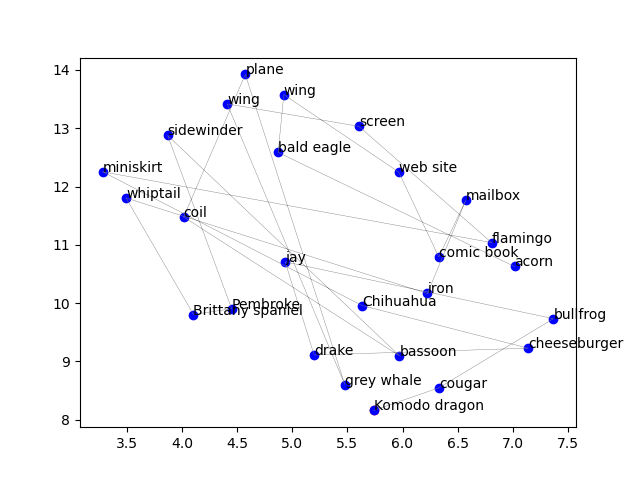 14
plane
wing
wing
13
screen
sidewinder
bald eagle
12
miniskirt
web site
whiptail
mailbox
coil
11
flamingo
comic book
jay
acorn
iron
10
Chihuahua
Pembroke
Brittany spaniel
bullfrog
9
drake
bassoon
cheeseburger
grey whale
cougar
8
Komodo dragon
3.5 4.0 4.5 5.0 5.5 6.0 6.5 7.0 7.5